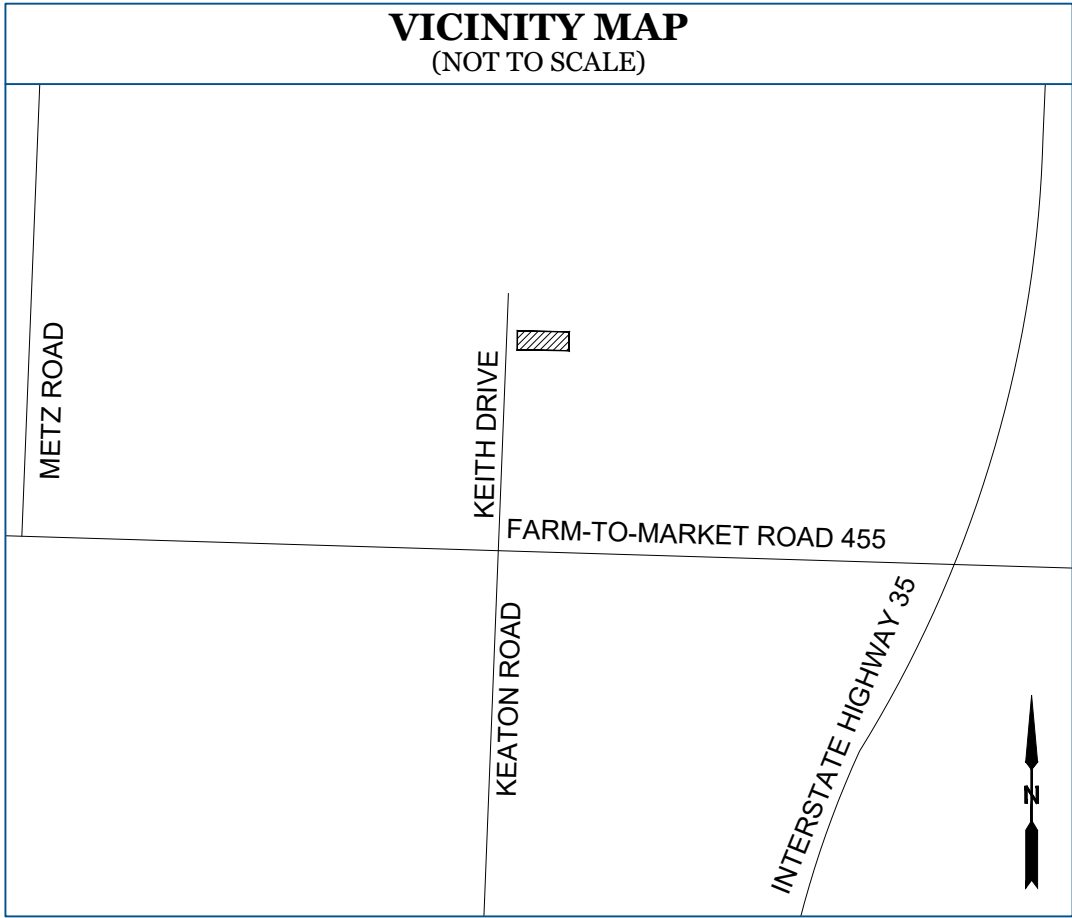 VICINITY MAP
(NOT TO SCALE)
METZ ROAD
KEITH DRIVE
FARM-TO-MARKET ROAD 455
KEATON ROAD
INTERSTATE HIGHWAY 35
N